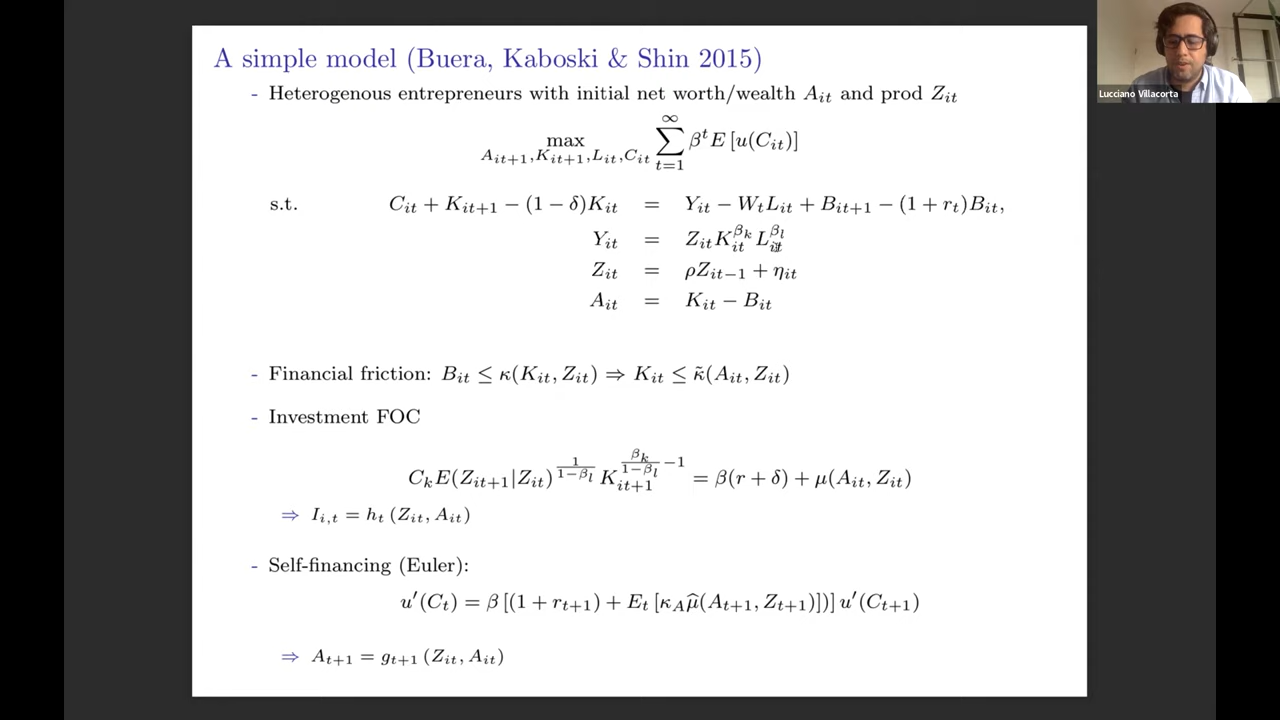 A simple model (Buera, Kaboski & Shin 2015)
Lucciano Villacorta
- Heterogenous entrepreneurs with initial net worth/wealth A_{it} and prod Z_{it}
\max_{A_{it+1},K_{it+1},L_{it},C_{it}} \sum_{t=1}^{\infty} β^t E [u(C_{it})]
s.t. C_{it} + K_{it+1} − (1 − δ)K_{it} = Y_{it} − W_t L_{it} + B_{it+1} − (1 + r_t)B_{it},
Y_{it} = Z_{it} K_{it}^{β_k} L_{it}^{β_l}
Z_{it} = ρZ_{it−1} + η_{it}
A_{it} = K_{it} − B_{it}
- Financial friction: B_{it} ≤ κ(K_{it}, Z_{it}) ⇒ K_{it} ≤ κ̃(A_{it}, Z_{it})
- Investment FOC
C_k E(Z_{it+1}|Z_{it})^{\frac{1}{1−β_l}} K_{it+1}^{\frac{β_k}{1−β_l}−1} = β(r + δ) + μ(A_{it}, Z_{it})
⇒ I_{i,t} = h_t (Z_{it}, A_{it})
- Self-financing (Euler):
u′(C_t) = β [(1 + r_{t+1}) + E_t [κ_A \widehat{μ}(A_{t+1}, Z_{t+1})])] u′(C_{t+1})
⇒ A_{t+1} = g_{t+1} (Z_{it}, A_{it})